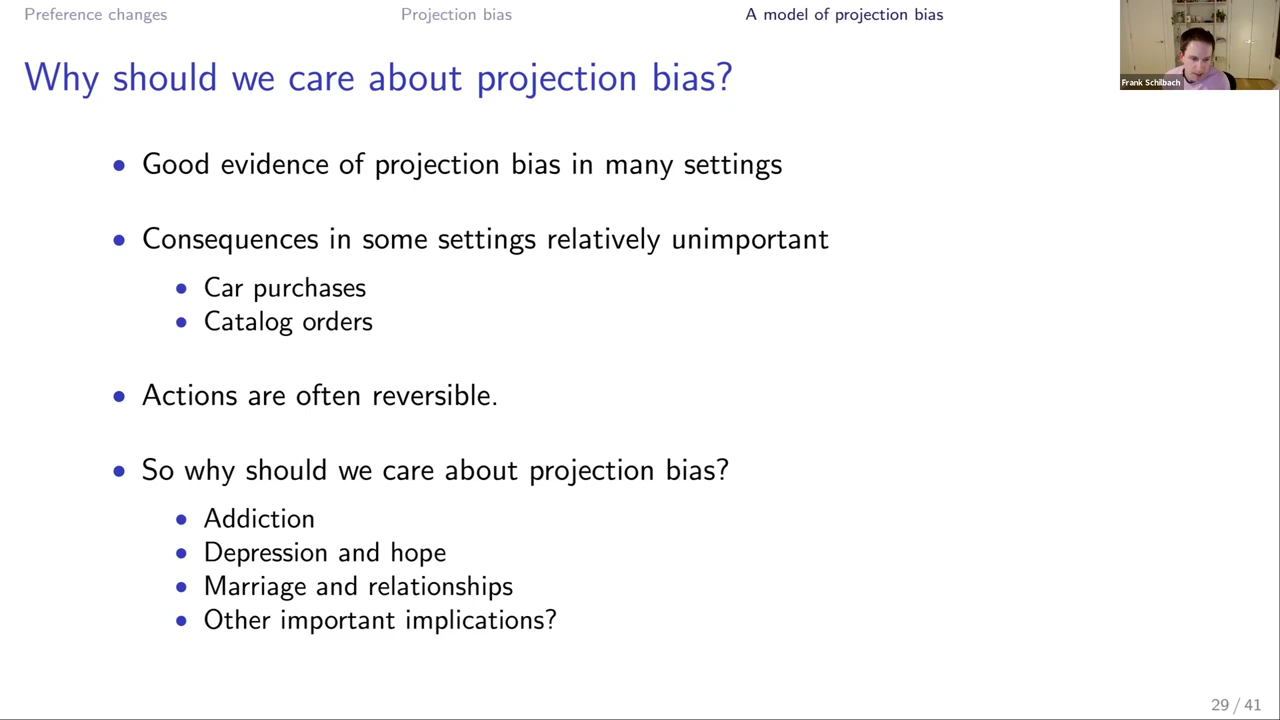 Preference changes
Projection bias
A model of projection bias
Frank Schilbach
Why should we care about projection bias?
• Good evidence of projection bias in many settings
• Consequences in some settings relatively unimportant
• Car purchases
• Catalog orders
• Actions are often reversible.
• So why should we care about projection bias?
• Addiction
• Depression and hope
• Marriage and relationships
• Other important implications?
29 / 41